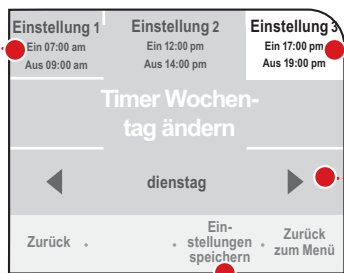 Einstellung 1
Ein 07:00 am
Aus 09:00 am
Einstellung 2
Ein 12:00 pm
Aus 14:00 pm
Einstellung 3
Ein 17:00 pm
Aus 19:00 pm
Timer Wochen-
tag ändern
dienstag
Zurück
Ein-
stellungen
speichern
Zurück
zum Menü